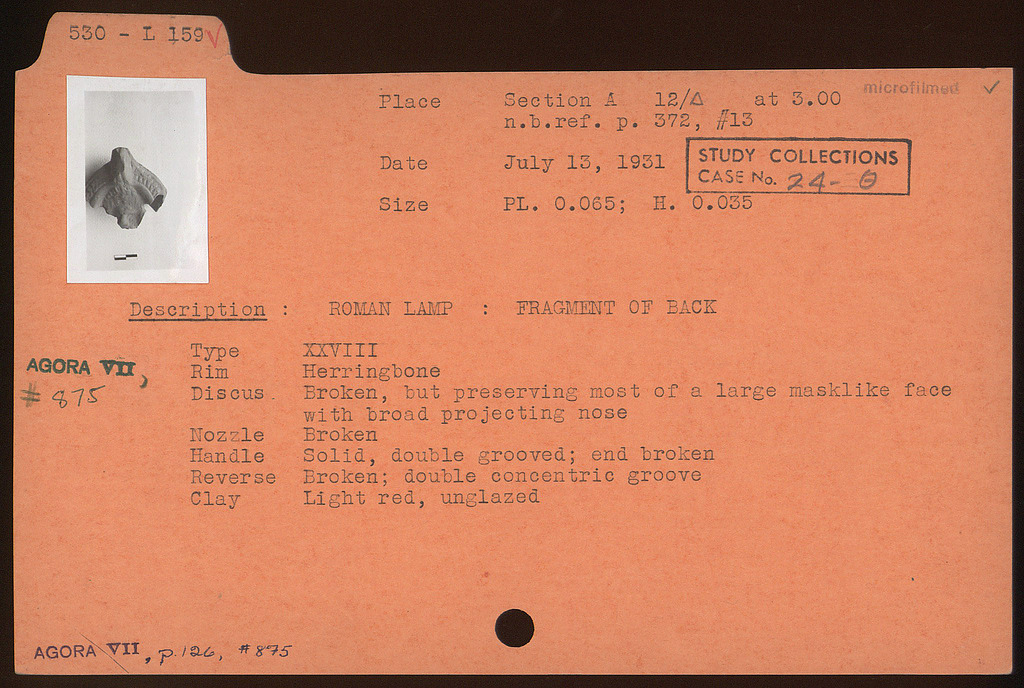 530 - L 159 √
microfilmed ✓
Place Section A 12/Δ at 3.00
n.b.ref. p. 372, #13
Date July 13, 1931
STUDY COLLECTIONS
CASE No. 24-Θ
Size PL. 0.065; H. 0.035
Description : ROMAN LAMP : FRAGMENT OF BACK
AGORA VII,
# 875
Type XXVIII
Rim Herringbone
Discus. Broken, but preserving most of a large masklike face
with broad projecting nose
Nozzle Broken
Handle Solid, double grooved; end broken
Reverse Broken; double concentric groove
Clay Light red, unglazed
AGORA VII, p. 126, #875